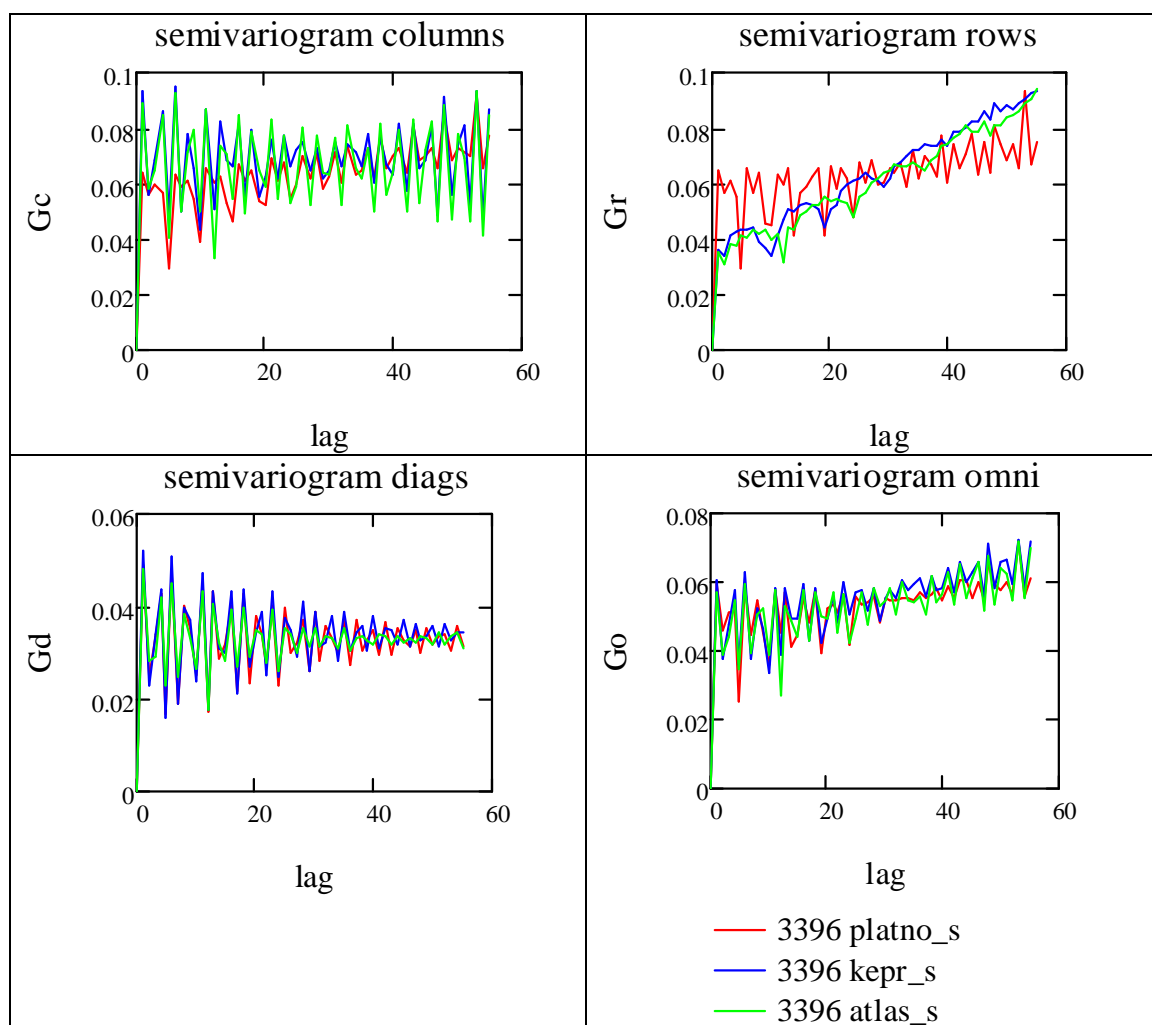 semivariogram columns
0.1
0.08
0.06
0.04
0.02
0
Gc
0 20 40 60
lag
semivariogram rows
0.1
0.08
0.06
0.04
0.02
0
Gr
0 20 40 60
lag
semivariogram diags
0.06
0.04
0.02
0
Gd
0 20 40 60
lag
semivariogram omni
0.08
0.06
0.04
0.02
0
Go
0 20 40 60
lag
3396 platno_s
3396 kepr_s
3396 atlas_s